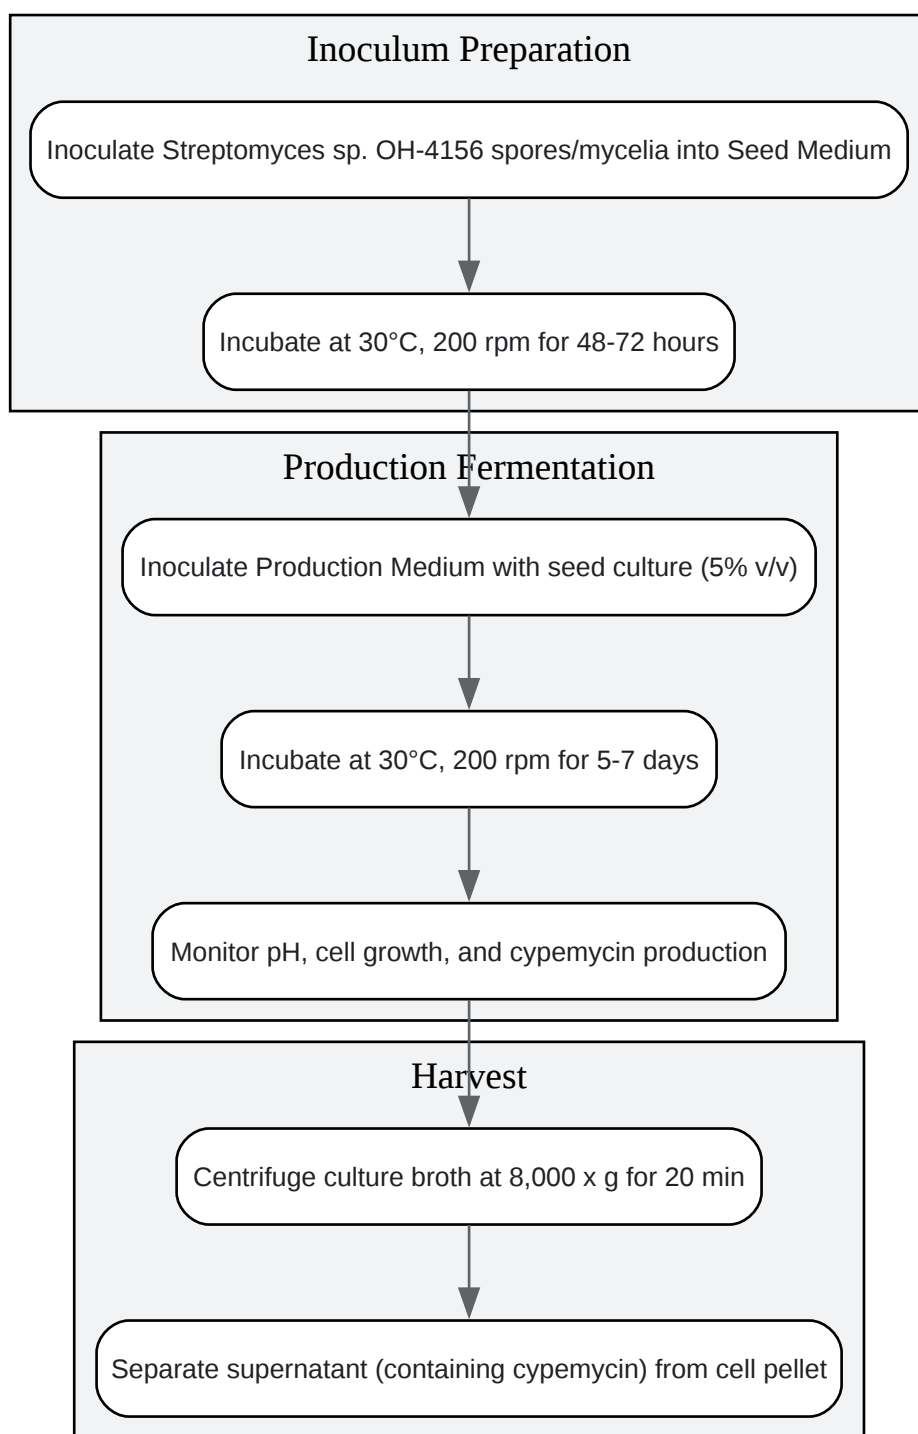 Inoculum Preparation
Inoculate Streptomyces sp. OH-4156 spores/mycelia into Seed Medium
Incubate at 30°C, 200 rpm for 48-72 hours
Production Fermentation
Inoculate Production Medium with seed culture (5% v/v)
Incubate at 30°C, 200 rpm for 5-7 days
Monitor pH, cell growth, and cypemycin production
Harvest
Centrifuge culture broth at 8,000 x g for 20 min
Separate supernatant (containing cypemycin) from cell pellet